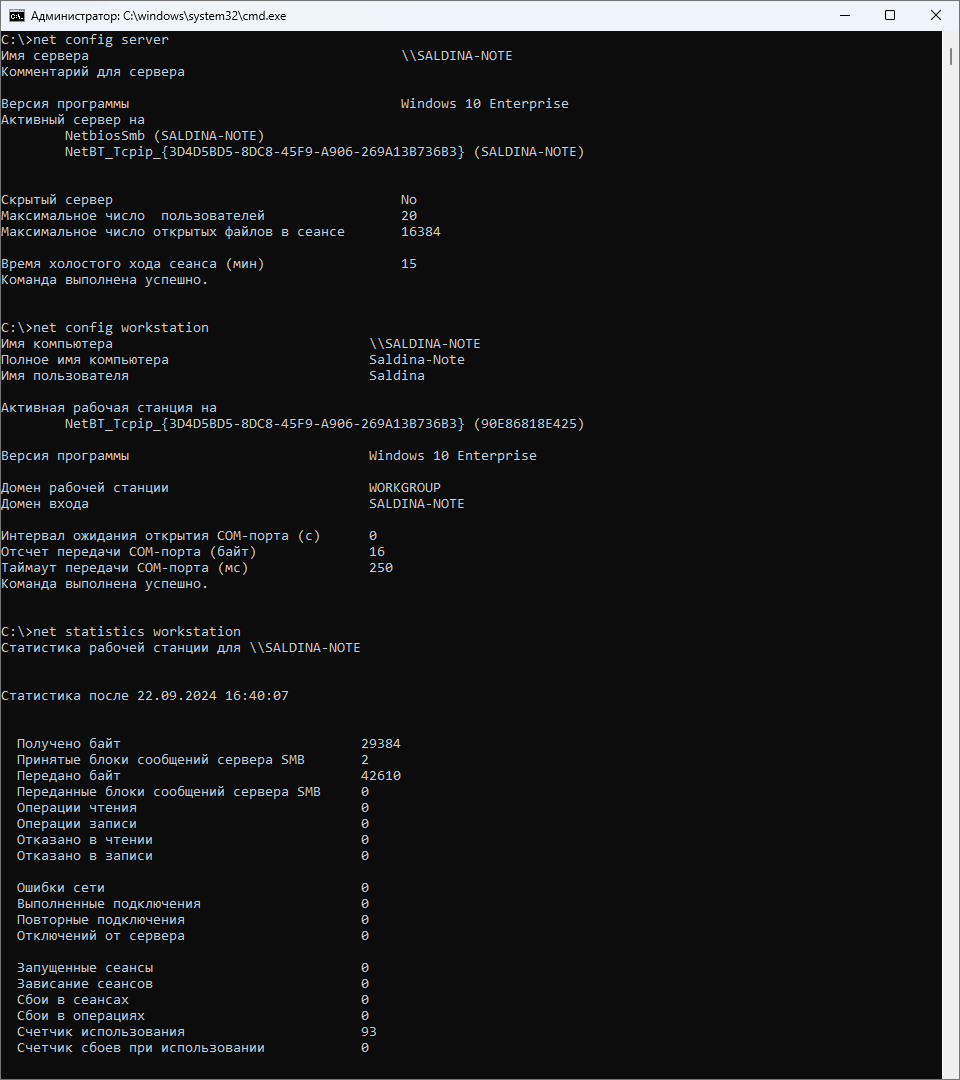 Администратор: C:\windows\system32\cmd.exe
C:\>net config server
Имя сервера \\SALDINA-NOTE
Комментарий для сервера
Версия программы Windows 10 Enterprise
Активный сервер на
NetbiosSmb (SALDINA-NOTE)
NetBT_Tcpip_{3D4D5BD5-8DC8-45F9-A906-269A13B736B3} (SALDINA-NOTE)
Скрытый сервер No
Максимальное число  пользователей 20
Максимальное число открытых файлов в сеансе 16384
Время холостого хода сеанса (мин) 15
Команда выполнена успешно.
C:\>net config workstation
Имя компьютера \\SALDINA-NOTE
Полное имя компьютера Saldina-Note
Имя пользователя Saldina
Активная рабочая станция на
NetBT_Tcpip_{3D4D5BD5-8DC8-45F9-A906-269A13B736B3} (90E86818E425)
Версия программы Windows 10 Enterprise
Домен рабочей станции WORKGROUP
Домен входа SALDINA-NOTE
Интервал ожидания открытия COM-порта (с) 0
Отсчет передачи COM-порта (байт) 16
Таймаут передачи COM-порта (мс) 250
Команда выполнена успешно.
C:\>net statistics workstation
Статистика рабочей станции для \\SALDINA-NOTE
Статистика после 22.09.2024 16:40:07
Получено байт 29384
Принятые блоки сообщений сервера SMB 2
Передано байт 42610
Переданные блоки сообщений сервера SMB 0
Операции чтения 0
Операции записи 0
Отказано в чтении 0
Отказано в записи 0
Ошибки сети 0
Выполненные подключения 0
Повторные подключения 0
Отключений от сервера 0
Запущенные сеансы 0
Зависание сеансов 0
Сбои в сеансах 0
Сбои в операциях 0
Счетчик использования 93
Счетчик сбоев при использовании 0